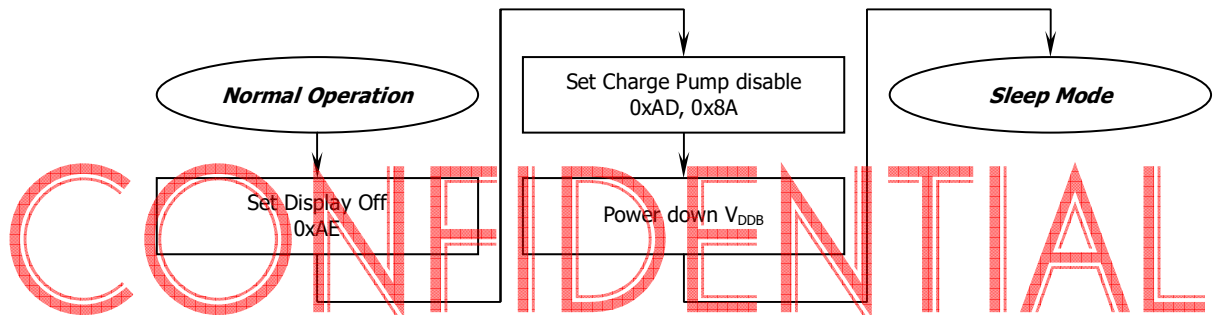 Normal Operation
Set Display Off
0xAE
Set Charge Pump disable
0xAD, 0x8A
Power down VDDB
Sleep Mode
CONFIDENTIAL